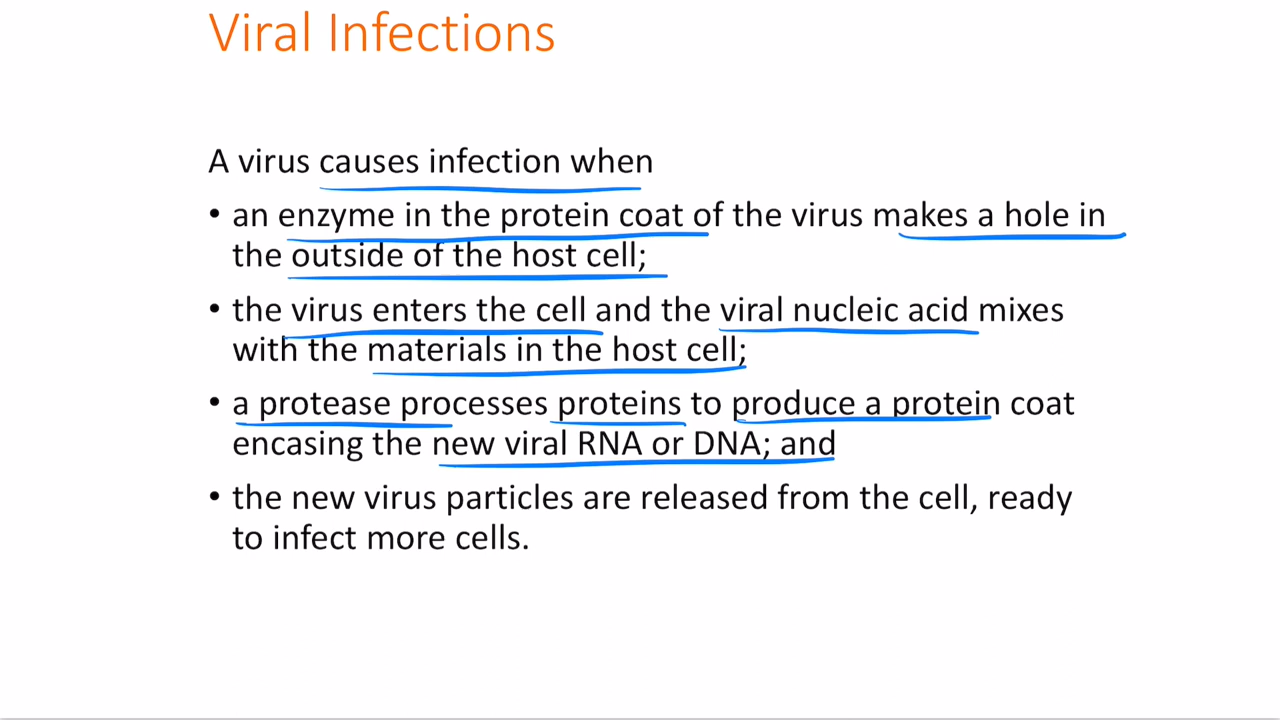 Viral Infections
A virus causes infection when
• an enzyme in the protein coat of the virus makes a hole in
the outside of the host cell;
• the virus enters the cell and the viral nucleic acid mixes
with the materials in the host cell;
• a protease processes proteins to produce a protein coat
encasing the new viral RNA or DNA; and
• the new virus particles are released from the cell, ready
to infect more cells.